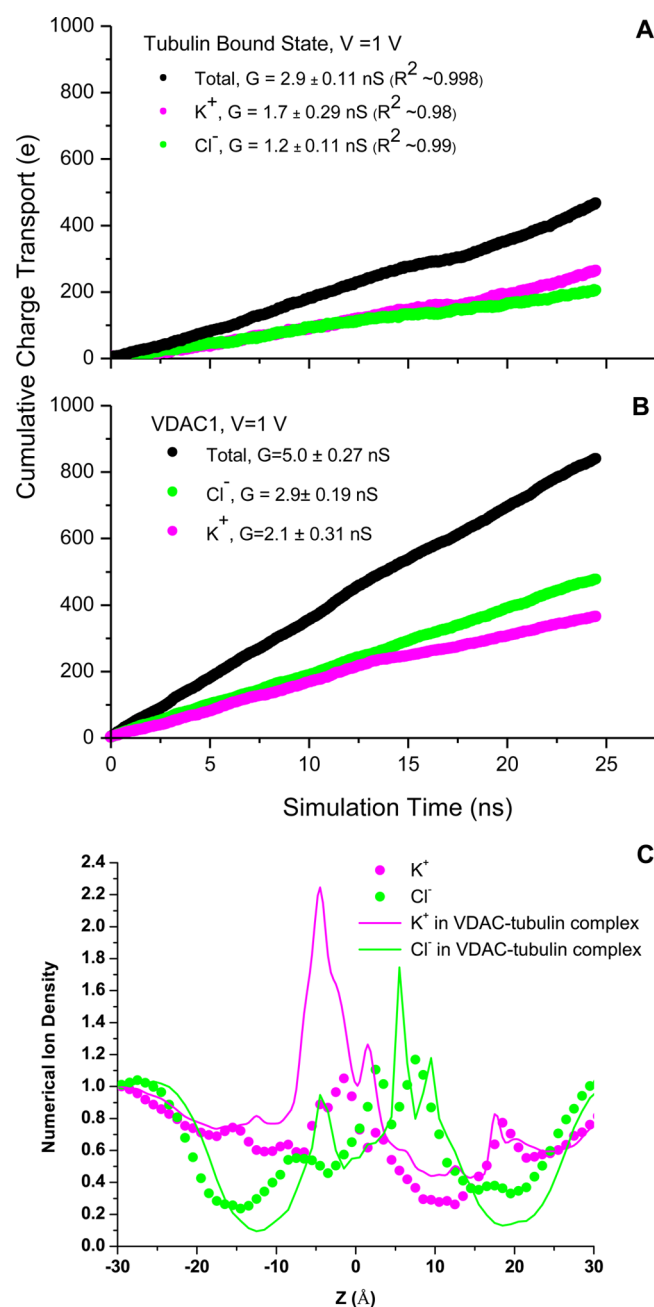 A
Tubulin Bound State, V =1 V
Total, G = 2.9 ± 0.11 nS (R² ~0.998)
K⁺, G = 1.7 ± 0.29 nS (R² ~0.98)
Cl⁻, G = 1.2 ± 0.11 nS (R² ~0.99)
1000
800
600
400
200
0
Cumulative Charge Transport (e)
B
VDAC1, V=1 V
Total, G=5.0 ± 0.27 nS
Cl⁻, G = 2.9± 0.19 nS
K⁺, G=2.1 ± 0.31 nS
1000
800
600
400
200
0
0 5 10 15 20 25
Simulation Time (ns)
C
K⁺
Cl⁻
K⁺ in VDAC-tubulin complex
Cl⁻ in VDAC-tubulin complex
2.4
2.2
2.0
1.8
1.6
1.4
1.2
1.0
0.8
0.6
0.4
0.2
0.0
Numerical Ion Density
-30 -20 -10 0 10 20 30
Z (Å)